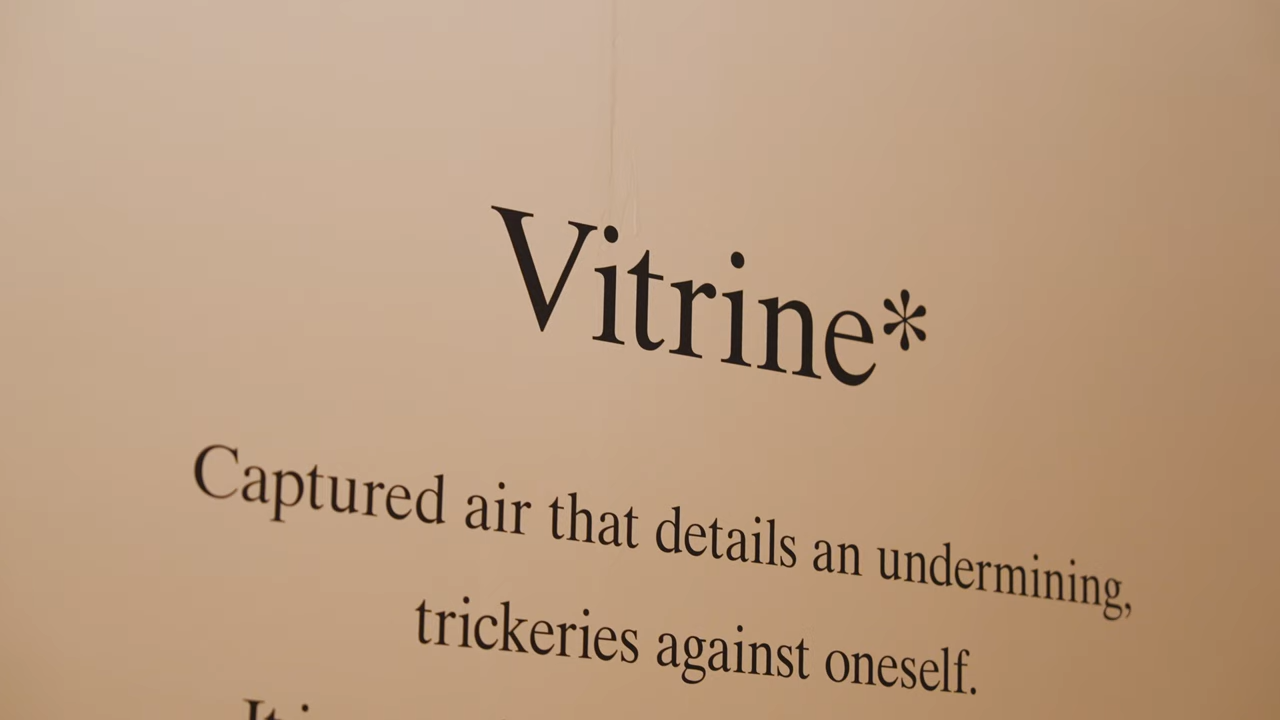 Vitrine*
Captured air that details an undermining,
trickeries against oneself.